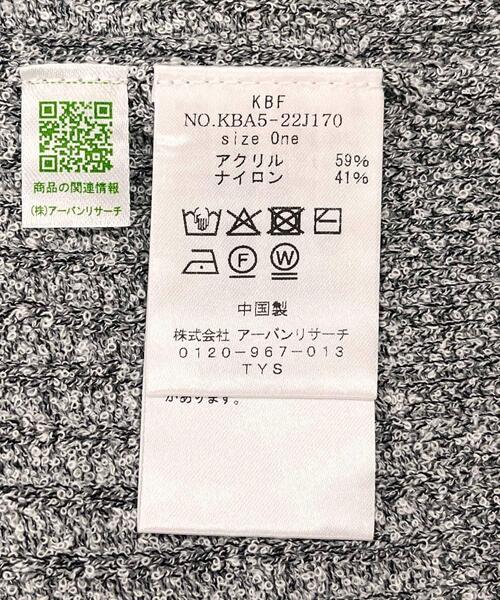 商品の関連情報
(株)アーバンリサーチ
KBF
NO.KBA5-22J170
size One
アクリル 59%
ナイロン 41%
F
W
中国製
株式会社 アーバンリサーチ
0120-967-013
TYS
があります。